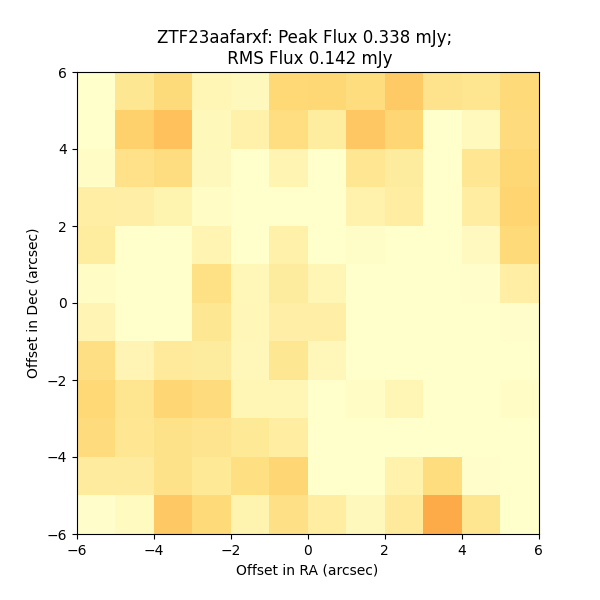 ZTF23aafarxf: Peak Flux 0.338 mJy;
RMS Flux 0.142 mJy
6
4
2
0
−2
−4
−6
Offset in Dec (arcsec)
−6 −4 −2 0 2 4 6
Offset in RA (arcsec)